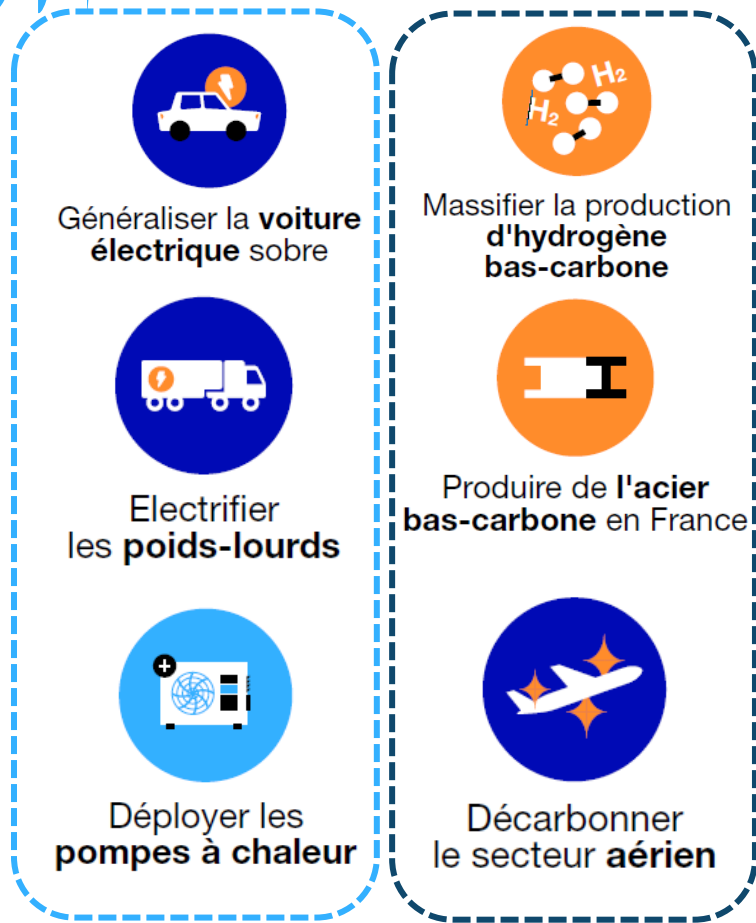 Généraliser la voiture
électrique sobre
Electrifier
les poids-lourds
Déployer les
pompes à chaleur
H2
H2
Massifier la production
d'hydrogène
bas-carbone
Produire de l'acier
bas-carbone en France
Décarbonner
le secteur aérien